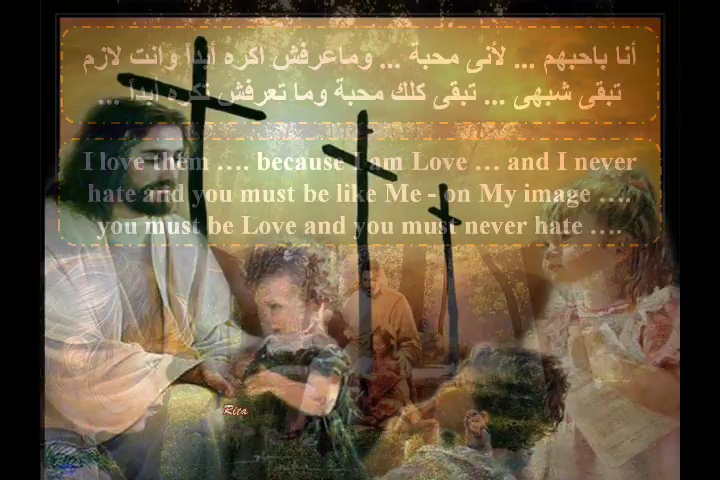 أنا باحبهم ... لأنى محبة ... وماعرفش اكره أبداً وانت لازم
تبقى شبهى ... تبقى كلك محبة وما تعرفش تكره أبداً ...
I love them .... because I am Love ... and I never
hate and you must be like Me - on My image ....
you must be Love and you must never hate ....
Rita